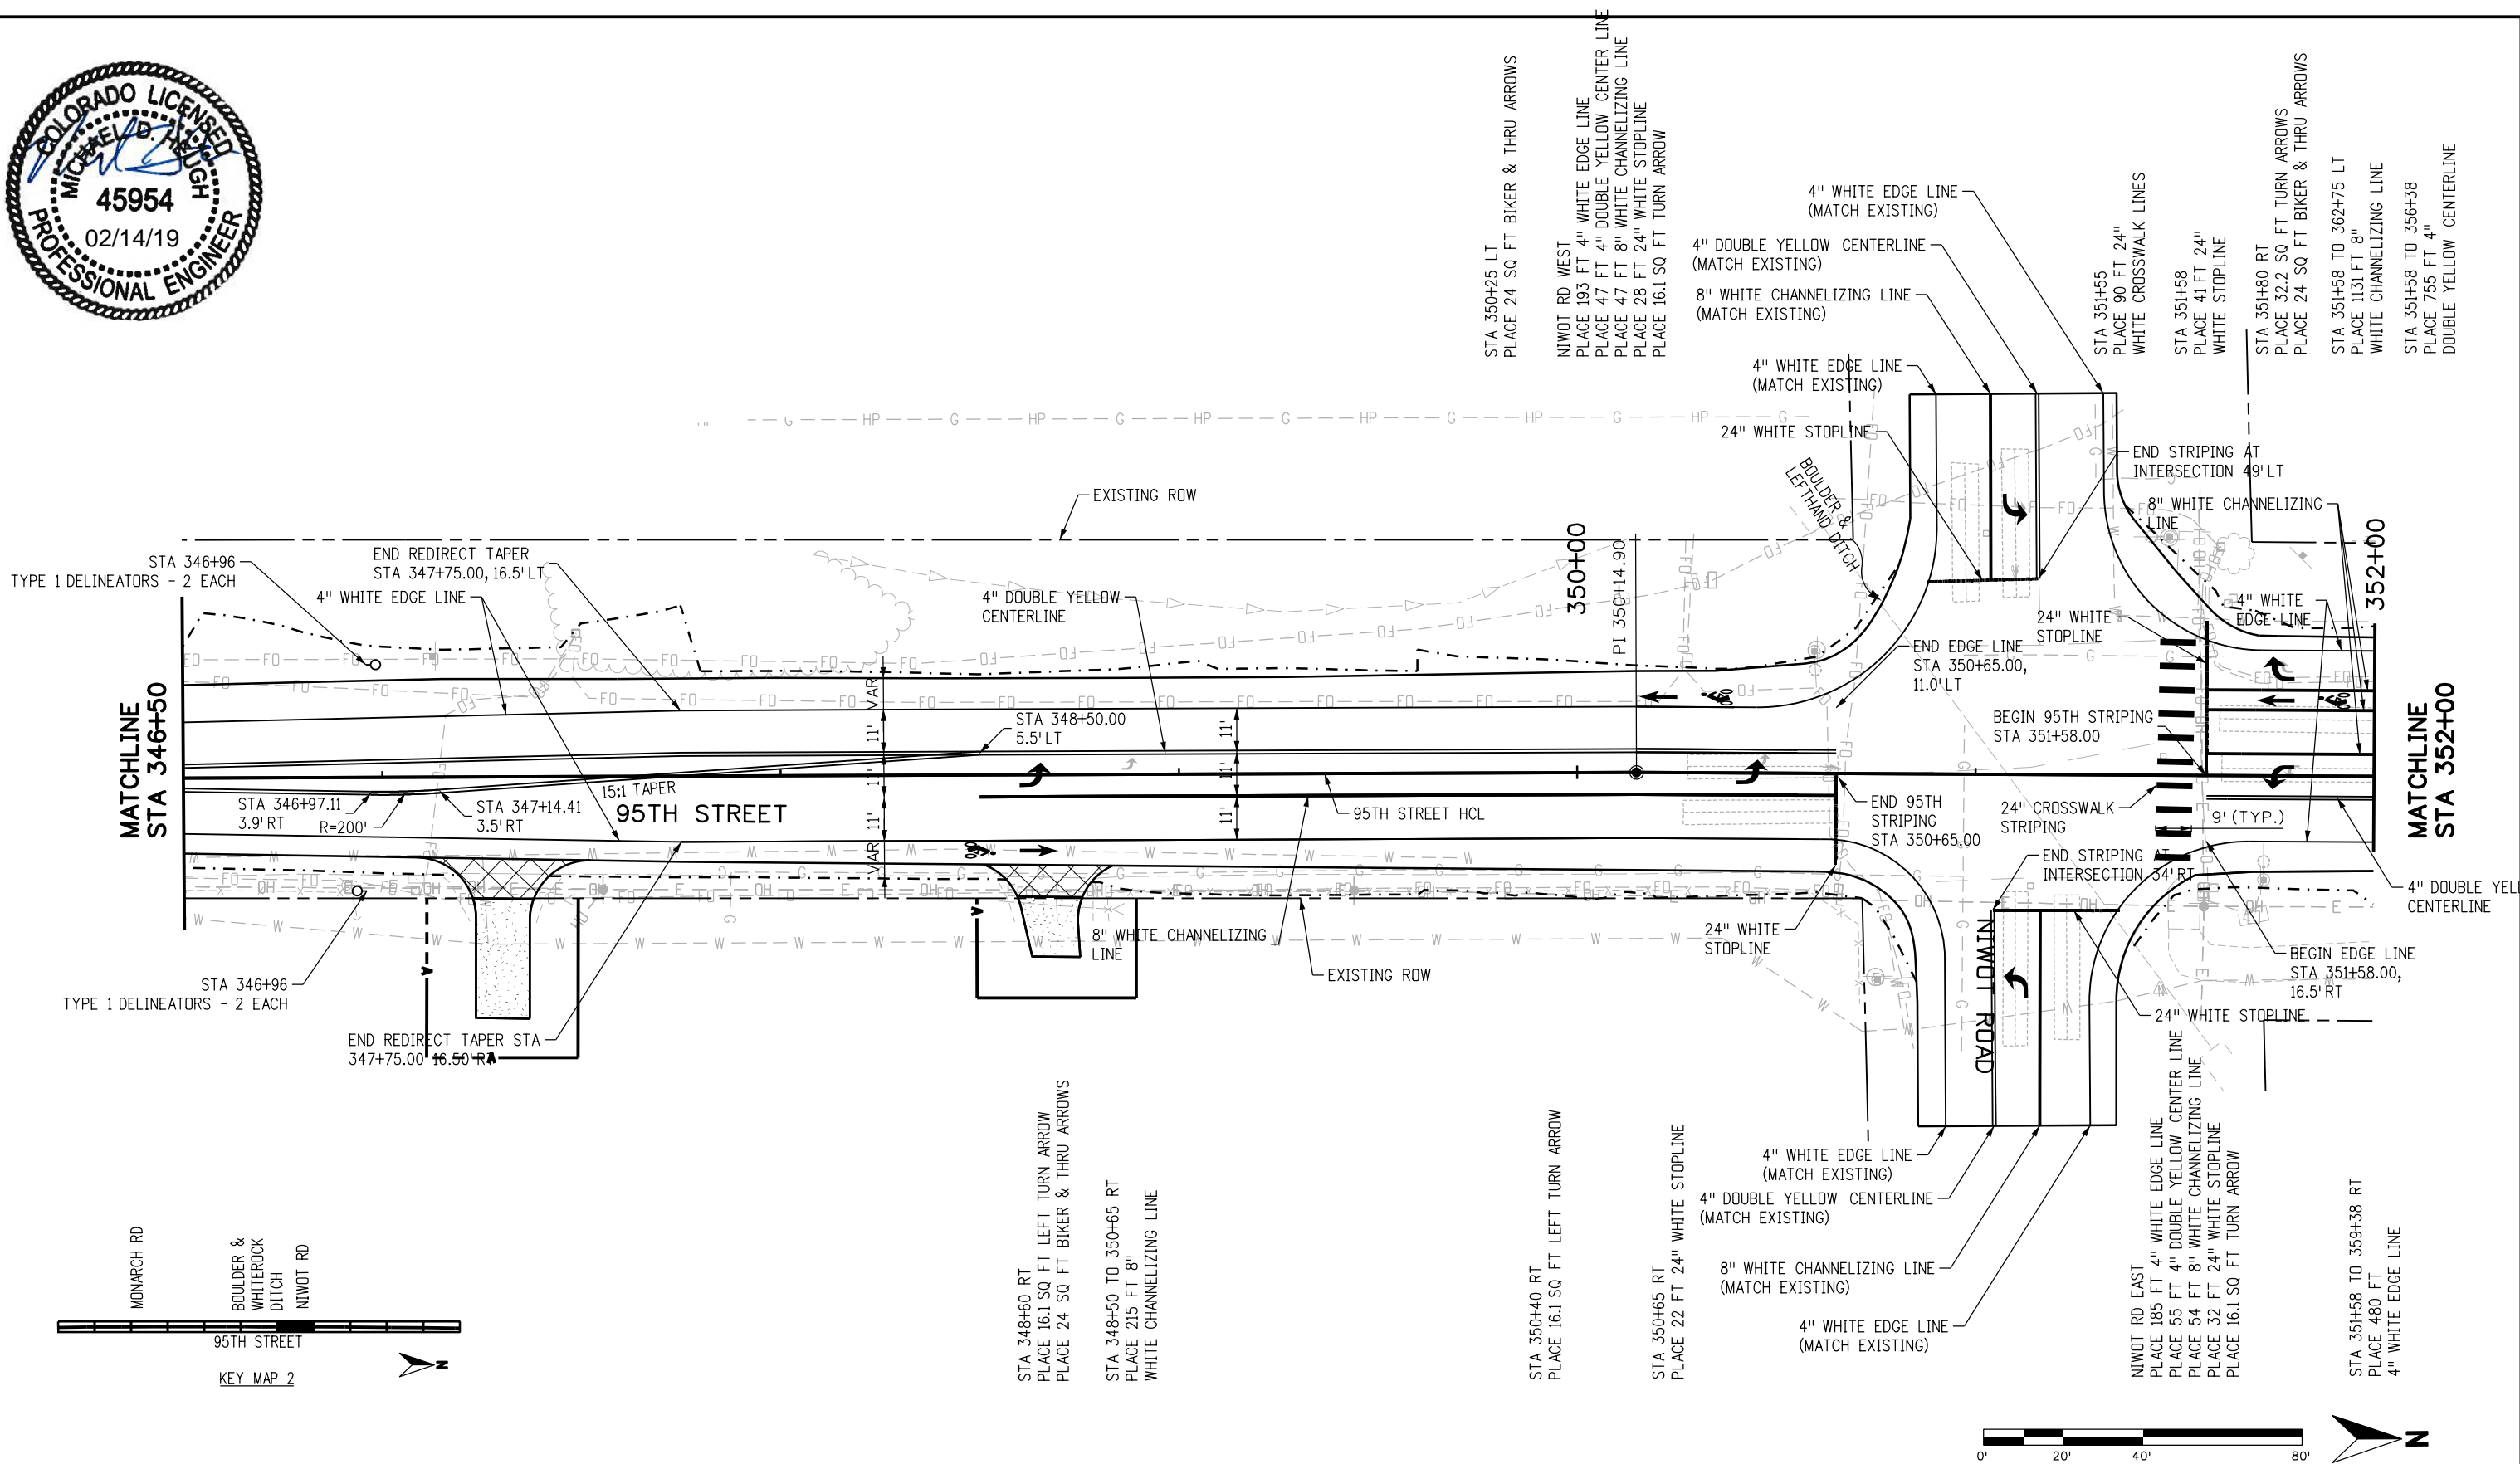 COLORADO LICENSED
MICHAEL D. HAUGH
45954
02/14/19
PROFESSIONAL ENGINEER
STA 350+25 LT
PLACE 24 SQ FT BIKER & THRU ARROWS
NIWOT RD WEST
PLACE 193 FT 4" WHITE EDGE LINE
PLACE 47 FT 4" DOUBLE YELLOW CENTER LINE
PLACE 47 FT 8" WHITE CHANNELIZING LINE
PLACE 28 FT 24" WHITE STOPLINE
PLACE 16.1 SQ FT TURN ARROW
4" WHITE EDGE LINE
(MATCH EXISTING)
4" DOUBLE YELLOW CENTERLINE
(MATCH EXISTING)
8" WHITE CHANNELIZING LINE
(MATCH EXISTING)
4" WHITE EDGE LINE
(MATCH EXISTING)
24" WHITE STOPLINE
STA 351+55
PLACE 90 FT 24"
WHITE CROSSWALK LINES
STA 351+58
PLACE 41 FT 24"
WHITE STOPLINE
STA 351+80 RT
PLACE 32.2 SQ FT TURN ARROWS
PLACE 24 SQ FT BIKER & THRU ARROWS
STA 351+58 TO 362+75 LT
PLACE 1131 FT 8"
WHITE CHANNELIZING LINE
STA 351+58 TO 356+38
PLACE 755 FT 4"
DOUBLE YELLOW CENTERLINE
BOULDER &
LEFTHAND DITCH
END STRIPING AT
INTERSECTION 49' LT
8" WHITE CHANNELIZING
LINE
EXISTING ROW
STA 346+96
TYPE 1 DELINEATORS - 2 EACH
END REDIRECT TAPER
STA 347+75.00, 16.5' LT
4" WHITE EDGE LINE
4" DOUBLE YELLOW
CENTERLINE
350+00
PI 350+14.90
352+00
4" WHITE
EDGE LINE
24" WHITE
STOPLINE
END EDGE LINE
STA 350+65.00,
11.0' LT
MATCHLINE
STA 346+50
VAR
11'
11'
11'
VAR
STA 348+50.00
5.5' LT
11'
11'
11'
BEGIN 95TH STRIPING
STA 351+58.00
MATCHLINE
STA 352+00
STA 346+97.11
3.9' RT
R=200'
STA 347+14.41
3.5' RT
15:1 TAPER
95TH STREET
95TH STREET HCL
END 95TH
STRIPING
STA 350+65.00
24" CROSSWALK
STRIPING
9' (TYP.)
END STRIPING AT
INTERSECTION 34' RT
4" DOUBLE YEL
CENTERLINE
24" WHITE
STOPLINE
NIWOT ROAD
8" WHITE CHANNELIZING
LINE
EXISTING ROW
BEGIN EDGE LINE
STA 351+58.00,
16.5' RT
24" WHITE STOPLINE
STA 346+96
TYPE 1 DELINEATORS - 2 EACH
END REDIRECT TAPER STA
347+75.00 16.50' RT
STA 348+60 RT
PLACE 16.1 SQ FT LEFT TURN ARROW
PLACE 24 SQ FT BIKER & THRU ARROWS
STA 348+50 TO 350+65 RT
PLACE 215 FT 8"
WHITE CHANNELIZING LINE
STA 350+40 RT
PLACE 16.1 SQ FT LEFT TURN ARROW
STA 350+65 RT
PLACE 22 FT 24" WHITE STOPLINE
4" WHITE EDGE LINE
(MATCH EXISTING)
4" DOUBLE YELLOW CENTERLINE
(MATCH EXISTING)
8" WHITE CHANNELIZING LINE
(MATCH EXISTING)
4" WHITE EDGE LINE
(MATCH EXISTING)
NIWOT RD EAST
PLACE 185 FT 4" WHITE EDGE LINE
PLACE 55 FT 4" DOUBLE YELLOW CENTER LINE
PLACE 54 FT 8" WHITE CHANNELIZING LINE
PLACE 32 FT 24" WHITE STOPLINE
PLACE 16.1 SQ FT TURN ARROW
STA 351+58 TO 359+38 RT
PLACE 480 FT
4" WHITE EDGE LINE
MONARCH RD
BOULDER &
WHITEROCK
DITCH
NIWOT RD
95TH STREET
KEY MAP 2
N
0' 20' 40' 80'
N